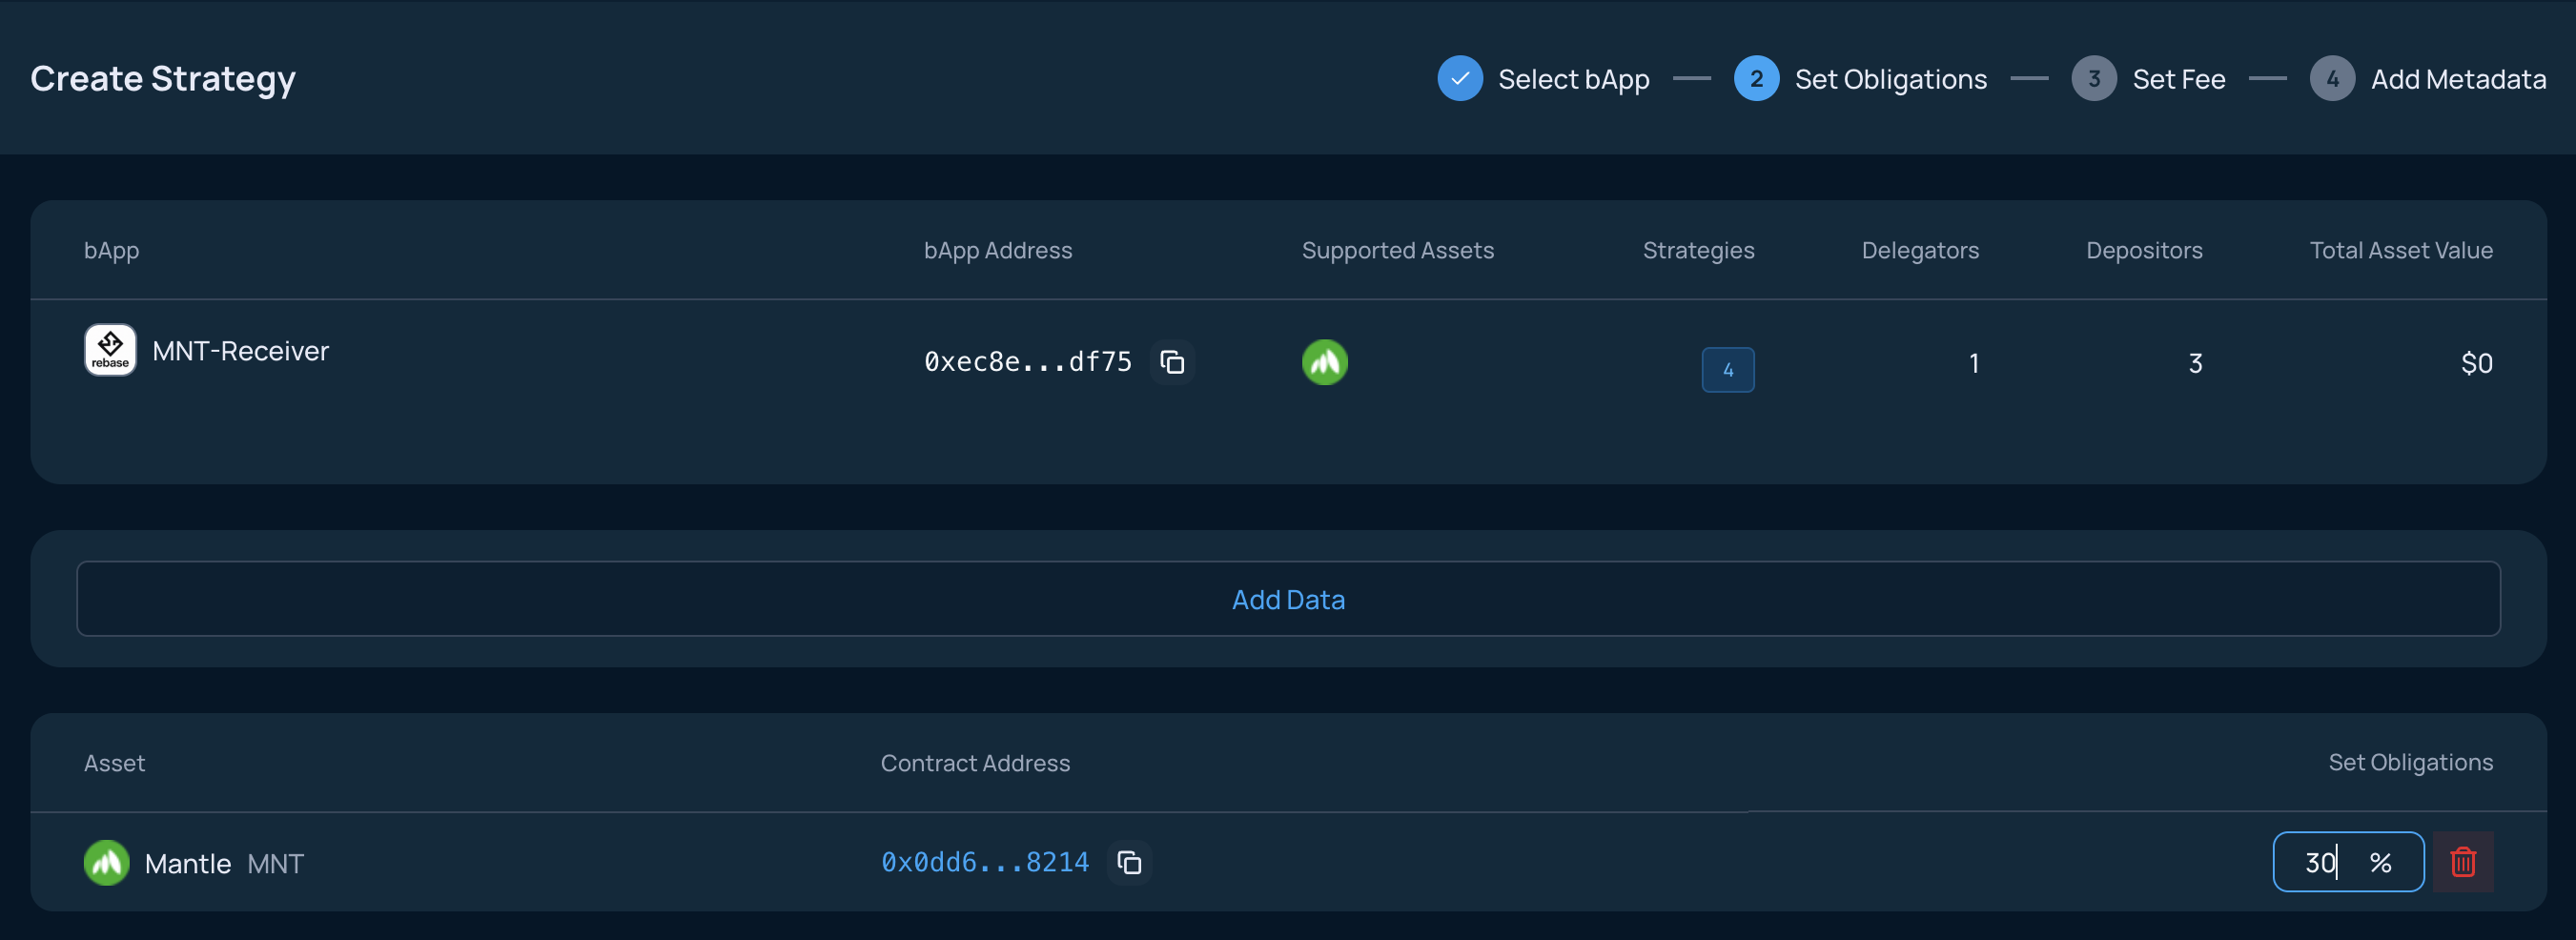 Create Strategy
Select bApp
2 Set Obligations
3 Set Fee
4 Add Metadata
bApp bApp Address Supported Assets Strategies Delegators Depositors Total Asset Value
rebase MNT-Receiver 0xec8e...df75 4 1 3 $0
Add Data
Asset Contract Address Set Obligations
Mantle MNT 0x0dd6...8214 30 %